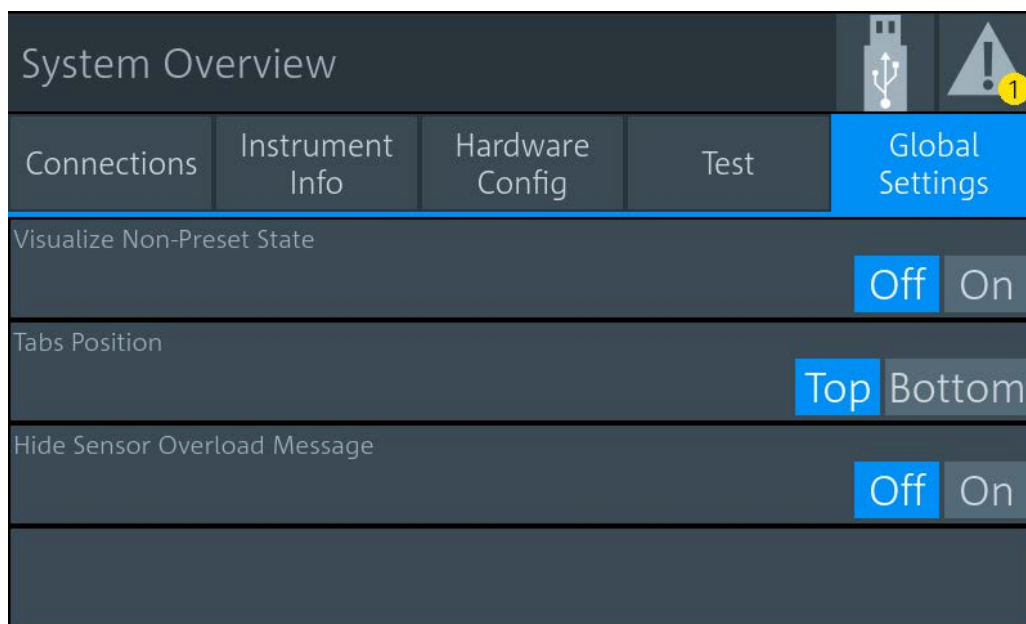 System Overview
1
Connections
Instrument
Info
Hardware
Config
Test
Global
Settings
Visualize Non-Preset State
Off On
Tabs Position
Top Bottom
Hide Sensor Overload Message
Off On